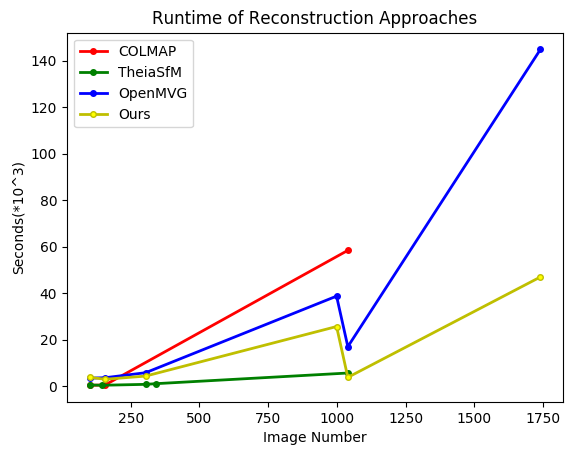 Runtime of Reconstruction Approaches
COLMAP
TheiaSfM
OpenMVG
Ours
Seconds(*10^3)
140
120
100
80
60
40
20
0
250
500
750
1000
1250
1500
1750
Image Number